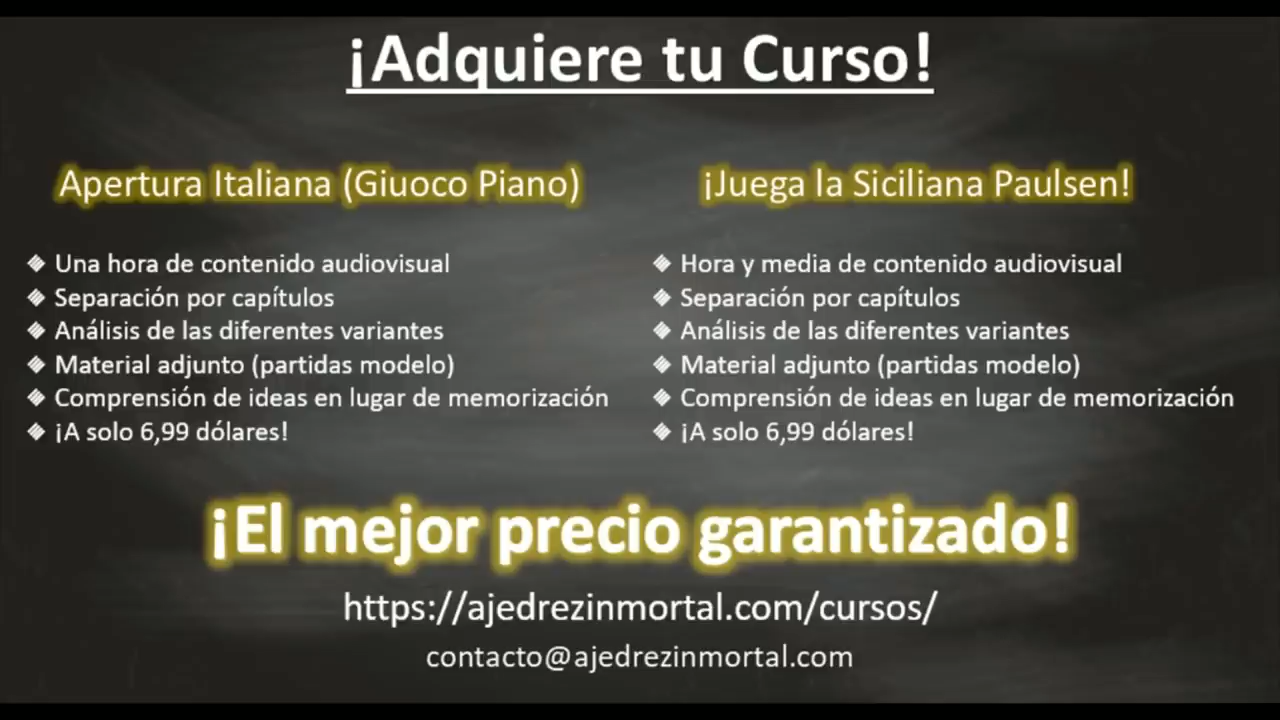 ¡Adquiere tu Curso!
Apertura Italiana (Giuoco Piano)
❖ Una hora de contenido audiovisual
❖ Separación por capítulos
❖ Análisis de las diferentes variantes
❖ Material adjunto (partidas modelo)
❖ Comprensión de ideas en lugar de memorización
❖ ¡A solo 6,99 dólares!
¡Juega la Siciliana Paulsen!
❖ Hora y media de contenido audiovisual
❖ Separación por capítulos
❖ Análisis de las diferentes variantes
❖ Material adjunto (partidas modelo)
❖ Comprensión de ideas en lugar de memorización
❖ ¡A solo 6,99 dólares!
¡El mejor precio garantizado!
https://ajedrezinmortal.com/cursos/
contacto@ajedrezinmortal.com